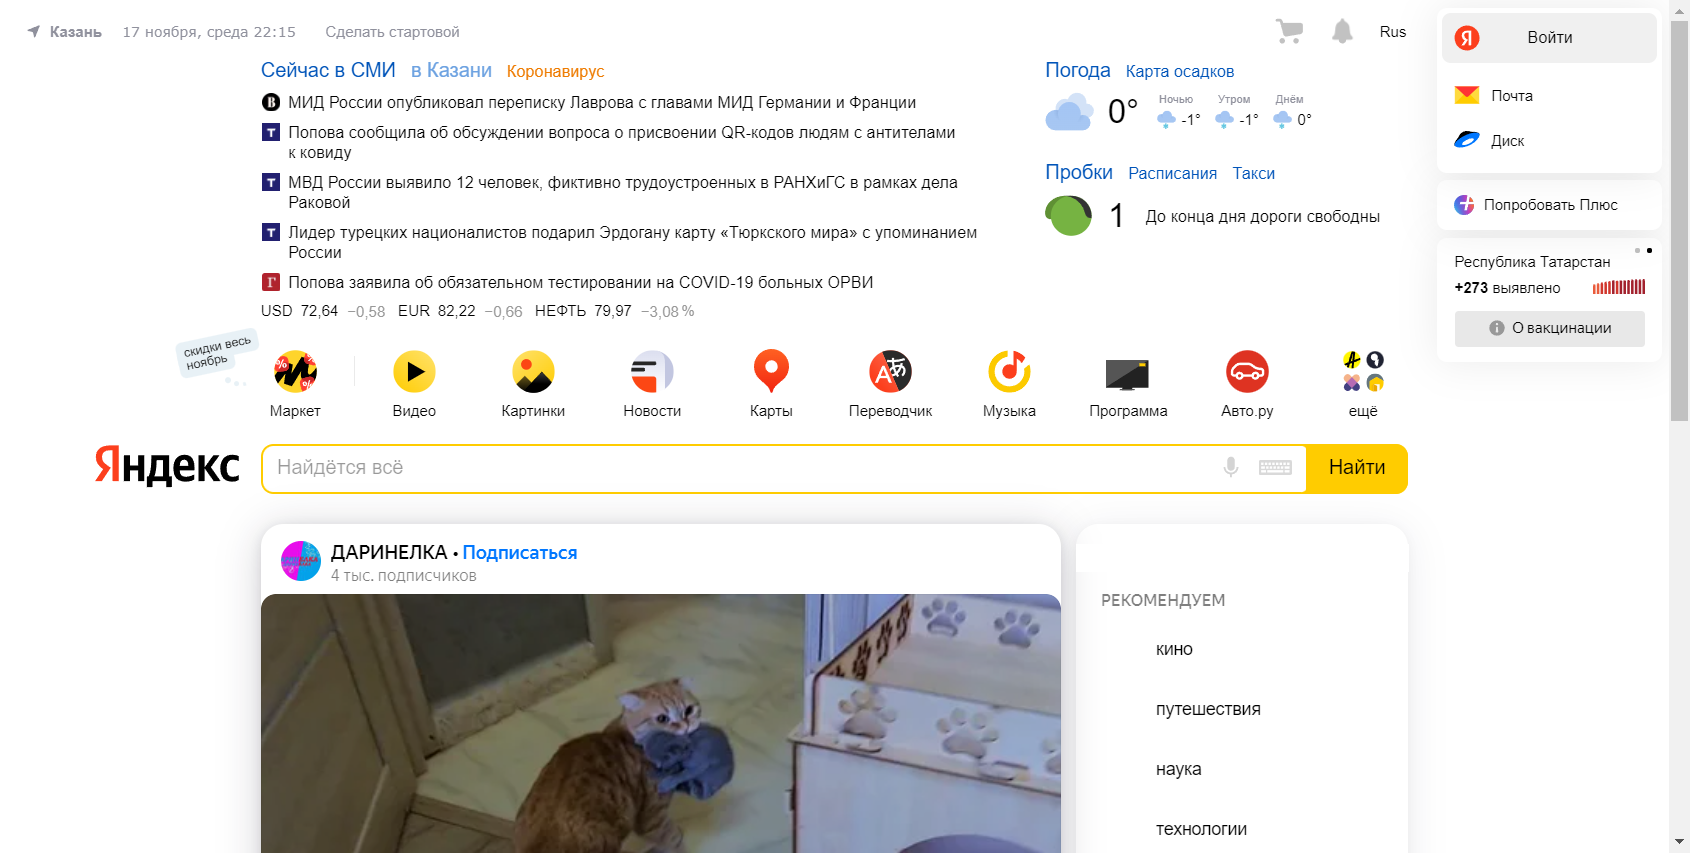 Казань 17 ноября, среда 22:15 Сделать стартовой
Rus
Войти
Почта
Диск
Попробовать Плюс
Республика Татарстан
+273 выявлено
О вакцинации
Сейчас в СМИ в Казани Коронавирус
МИД России опубликовал переписку Лаврова с главами МИД Германии и Франции
Попова сообщила об обсуждении вопроса о присвоении QR-кодов людям с антителами
к ковиду
МВД России выявило 12 человек, фиктивно трудоустроенных в РАНХиГС в рамках дела
Раковой
Лидер турецких националистов подарил Эрдогану карту «Тюркского мира» с упоминанием
России
Попова заявила об обязательном тестировании на COVID-19 больных ОРВИ
USD 72,64 −0,58 EUR 82,22 −0,66 НЕФТЬ 79,97 −3,08 %
Погода Карта осадков
0° Ночью -1° Утром -1° Днём 0°
Пробки Расписания Такси
1 До конца дня дороги свободны
скидки весь
ноябрь
Маркет
Видео
Картинки
Новости
Карты
Переводчик
Музыка
Программа
Авто.ру
ещё
Яндекс
Найдётся всё
Найти
ДАРИНЕЛКА • Подписаться
4 тыс. подписчиков
РЕКОМЕНДУЕМ
кино
путешествия
наука
технологии